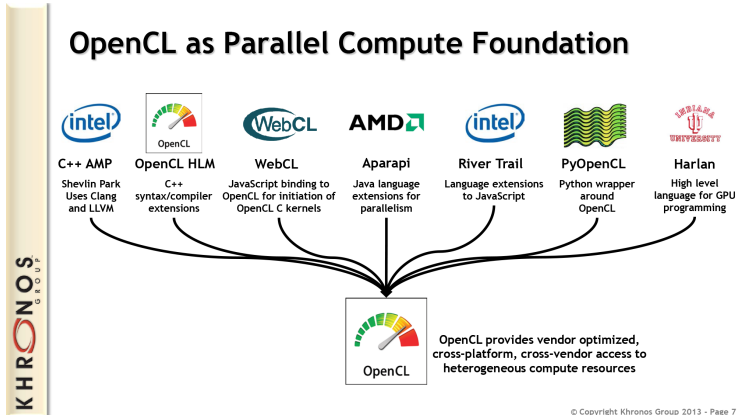 OpenCL as Parallel Compute Foundation
intel
OpenCL
WebCL
AMD
intel
INDIANA
UNIVERSITY
C++ AMP
Shevlin Park
Uses Clang
and LLVM
OpenCL HLM
C++
syntax/compiler
extensions
WebCL
JavaScript binding to
OpenCL for initiation of
OpenCL C kernels
Aparapi
Java language
extensions for
parallelism
River Trail
Language extensions
to JavaScript
PyOpenCL
Python wrapper
around
OpenCL
Harlan
High level
language for GPU
programming
OpenCL
OpenCL provides vendor optimized,
cross-platform, cross-vendor access to
heterogeneous compute resources
KHRONOS
GROUP
© Copyright Khronos Group 2013 - Page 7